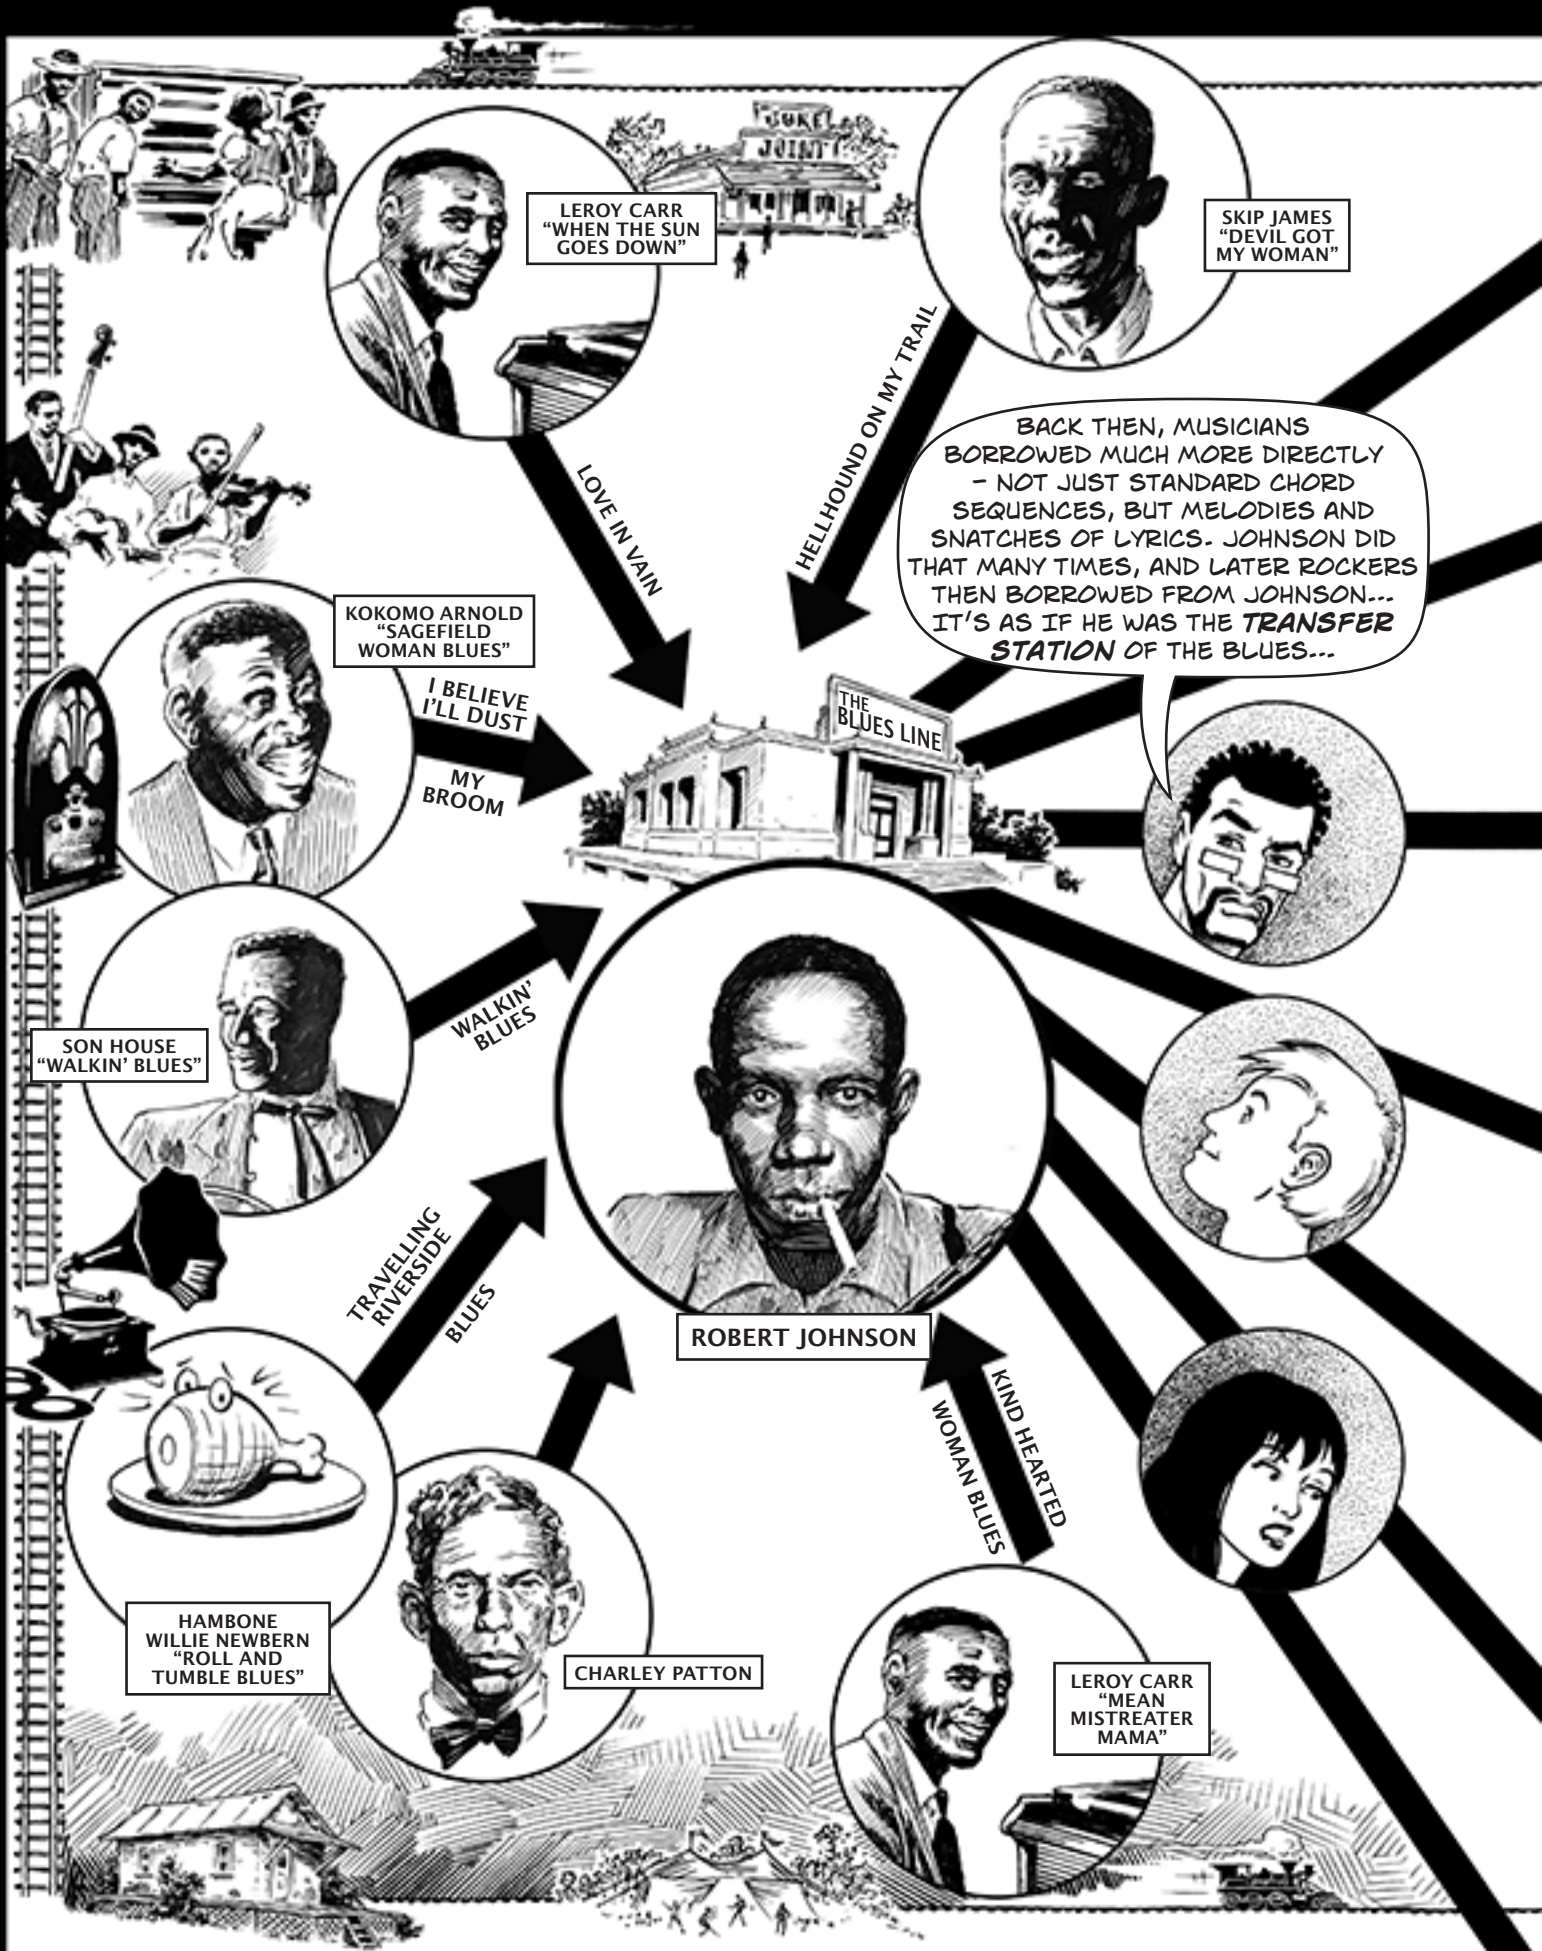 JUKE
JOINT
LEROY CARR
“WHEN THE SUN
GOES DOWN”
SKIP JAMES
“DEVIL GOT
MY WOMAN”
LOVE IN VAIN
HELLHOUND ON MY TRAIL
BACK THEN, MUSICIANS
BORROWED MUCH MORE DIRECTLY
– NOT JUST STANDARD CHORD
SEQUENCES, BUT MELODIES AND
SNATCHES OF LYRICS. JOHNSON DID
THAT MANY TIMES, AND LATER ROCKERS
THEN BORROWED FROM JOHNSON...
IT'S AS IF HE WAS THE TRANSFER
STATION OF THE BLUES...
KOKOMO ARNOLD
“SAGEFIELD
WOMAN BLUES”
I BELIEVE
I'LL DUST
MY
BROOM
THE
BLUES LINE
SON HOUSE
“WALKIN’ BLUES”
WALKIN’
BLUES
TRAVELLING
RIVERSIDE
BLUES
ROBERT JOHNSON
KIND HEARTED
WOMAN BLUES
HAMBONE
WILLIE NEWBERN
“ROLL AND
TUMBLE BLUES”
CHARLEY PATTON
LEROY CARR
“MEAN
MISTREATER
MAMA”